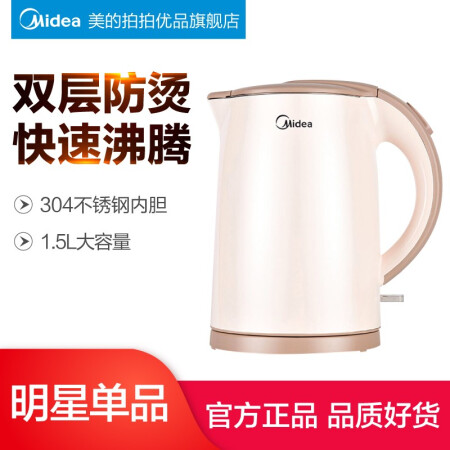 Midea 美的拍拍优品旗舰店
双层防烫
快速沸腾
304不锈钢内胆
1.5L大容量
Midea
明星单品
官方正品 品质好货